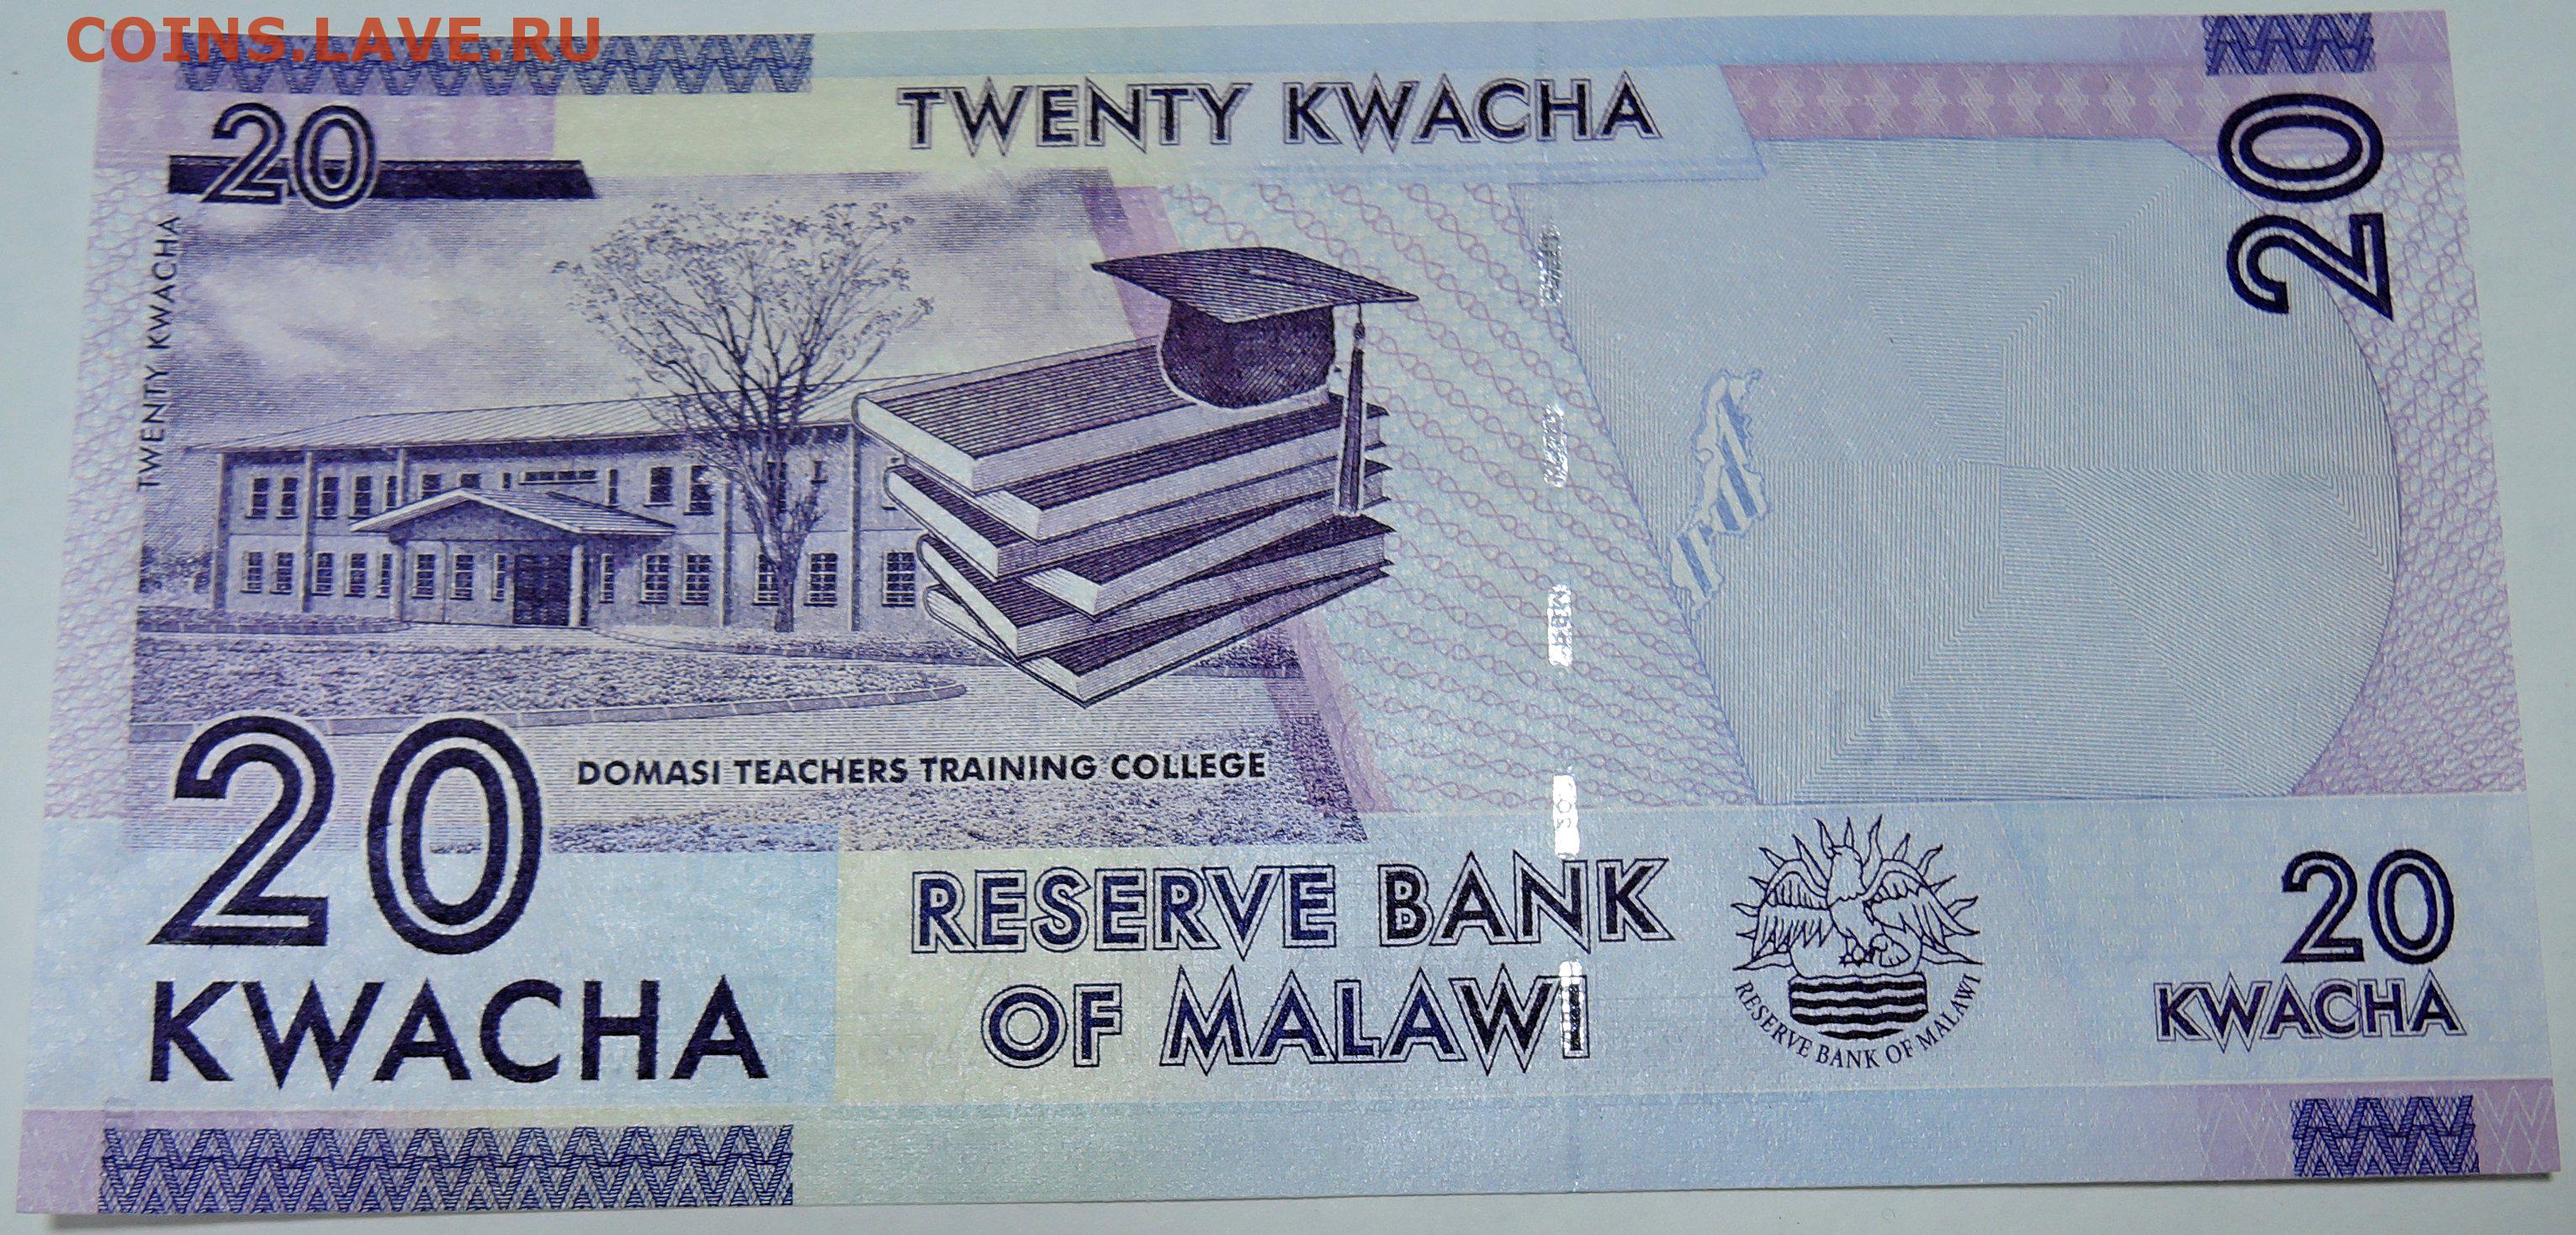 COINS.LAVE.RU
20
TWENTY KWACHA
20
TWENTY KWACHA
DOMASI TEACHERS TRAINING COLLEGE
20
KWACHA
RESERVE BANK
OF MALAWI
RESERVE BANK OF MALAWI
20
KWACHA